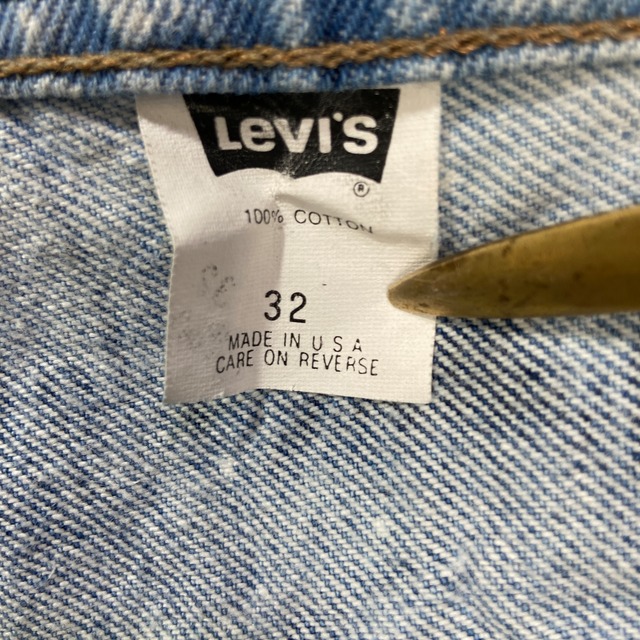 LEVI'S
®
100% COTTON
32
MADE IN U S A
CARE ON REVERSE